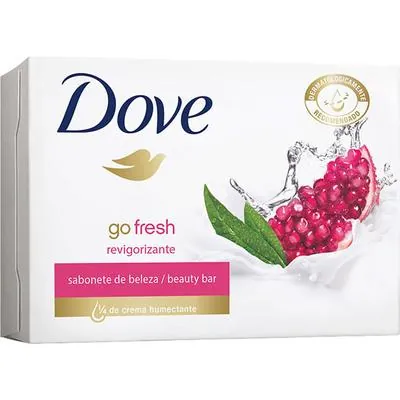 DERMATOLOGICAMENTE
RECOMENDADO
Dove
go fresh
revigorizante
sabonete de beleza / beauty bar
¼ de crema humectante